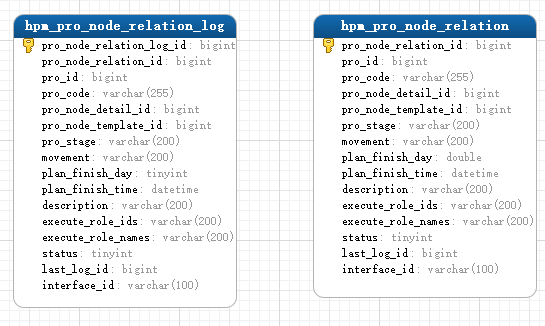 hpm_pro_node_relation_log
pro_node_relation_log_id: bigint
pro_node_relation_id: bigint
pro_id: bigint
pro_code: varchar(255)
pro_node_detail_id: bigint
pro_node_template_id: bigint
pro_stage: varchar(200)
movement: varchar(200)
plan_finish_day: tinyint
plan_finish_time: datetime
description: varchar(200)
execute_role_ids: varchar(200)
execute_role_names: varchar(200)
status: tinyint
last_log_id: bigint
interface_id: varchar(100)
hpm_pro_node_relation
pro_node_relation_id: bigint
pro_id: bigint
pro_code: varchar(255)
pro_node_detail_id: bigint
pro_node_template_id: bigint
pro_stage: varchar(200)
movement: varchar(200)
plan_finish_day: double
plan_finish_time: datetime
description: varchar(200)
execute_role_ids: varchar(200)
execute_role_names: varchar(200)
status: tinyint
last_log_id: bigint
interface_id: varchar(100)